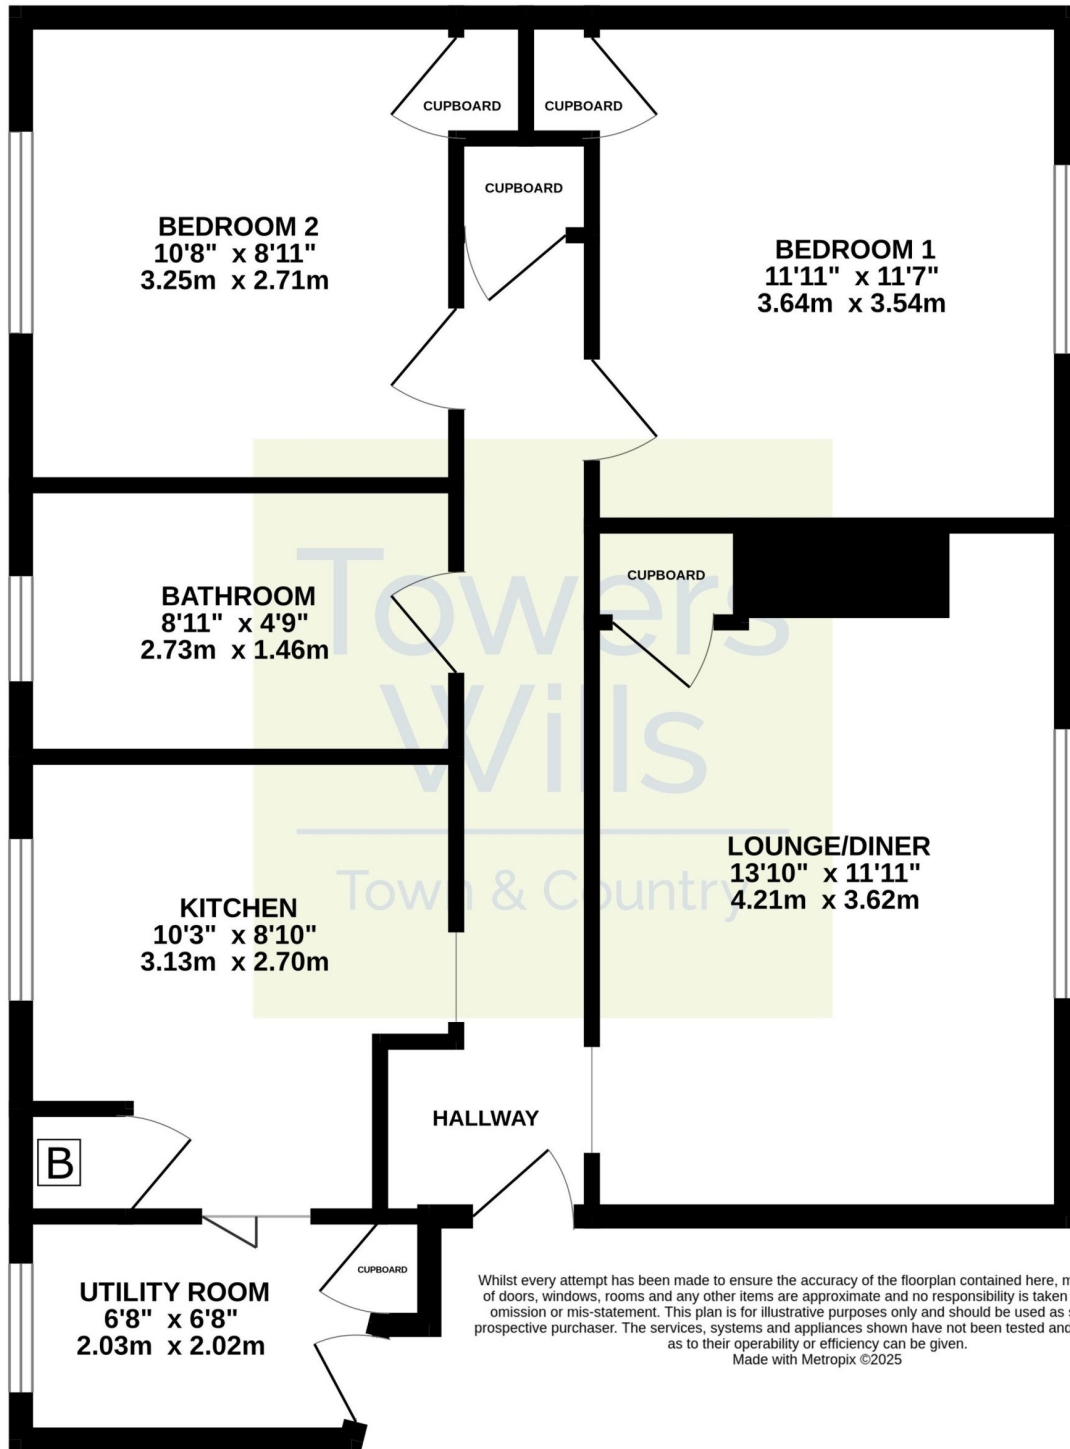 CUPBOARD
CUPBOARD
CUPBOARD
BEDROOM 2
10'8" x 8'11"
3.25m x 2.71m
BEDROOM 1
11'11" x 11'7"
3.64m x 3.54m
BATHROOM
8'11" x 4'9"
2.73m x 1.46m
CUPBOARD
Towers
Wills
Town & Country
LOUNGE/DINER
13'10" x 11'11"
4.21m x 3.62m
KITCHEN
10'3" x 8'10"
3.13m x 2.70m
HALLWAY
B
CUPBOARD
UTILITY ROOM
6'8" x 6'8"
2.03m x 2.02m
Whilst every attempt has been made to ensure the accuracy of the floorplan contained here,
of doors, windows, rooms and any other items are approximate and no responsibility is taken
omission or mis-statement. This plan is for illustrative purposes only and should be used as
prospective purchaser. The services, systems and appliances shown have not been tested and
as to their operability or efficiency can be given.
Made with Metropix ©2025